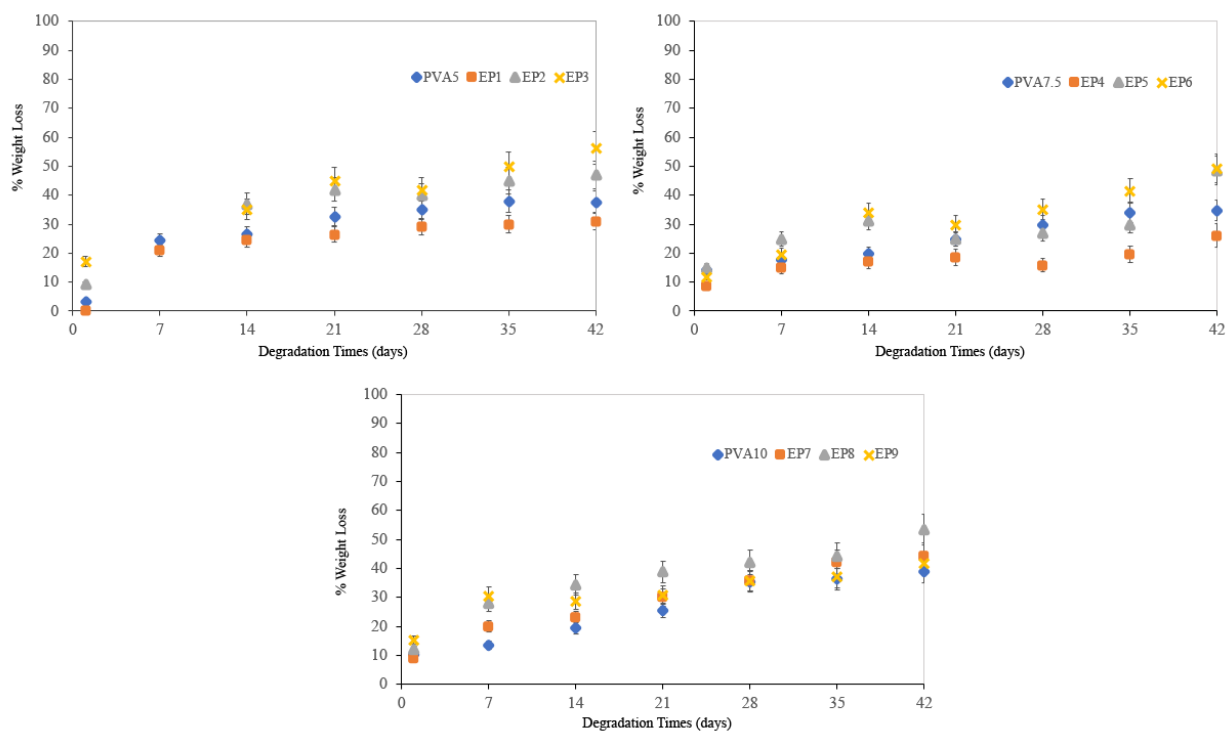 100
90
80
70
60
50
40
30
20
10
0
% Weight Loss
PVA5 EP1 EP2 EP3
0 7 14 21 28 35 42
Degradation Times (days)
100
90
80
70
60
50
40
30
20
10
0
% Weight Loss
PVA7.5 EP4 EP5 EP6
0 7 14 21 28 35 42
Degradation Times (days)
100
90
80
70
60
50
40
30
20
10
0
% Weight Loss
PVA10 EP7 EP8 EP9
0 7 14 21 28 35 42
Degradation Times (days)